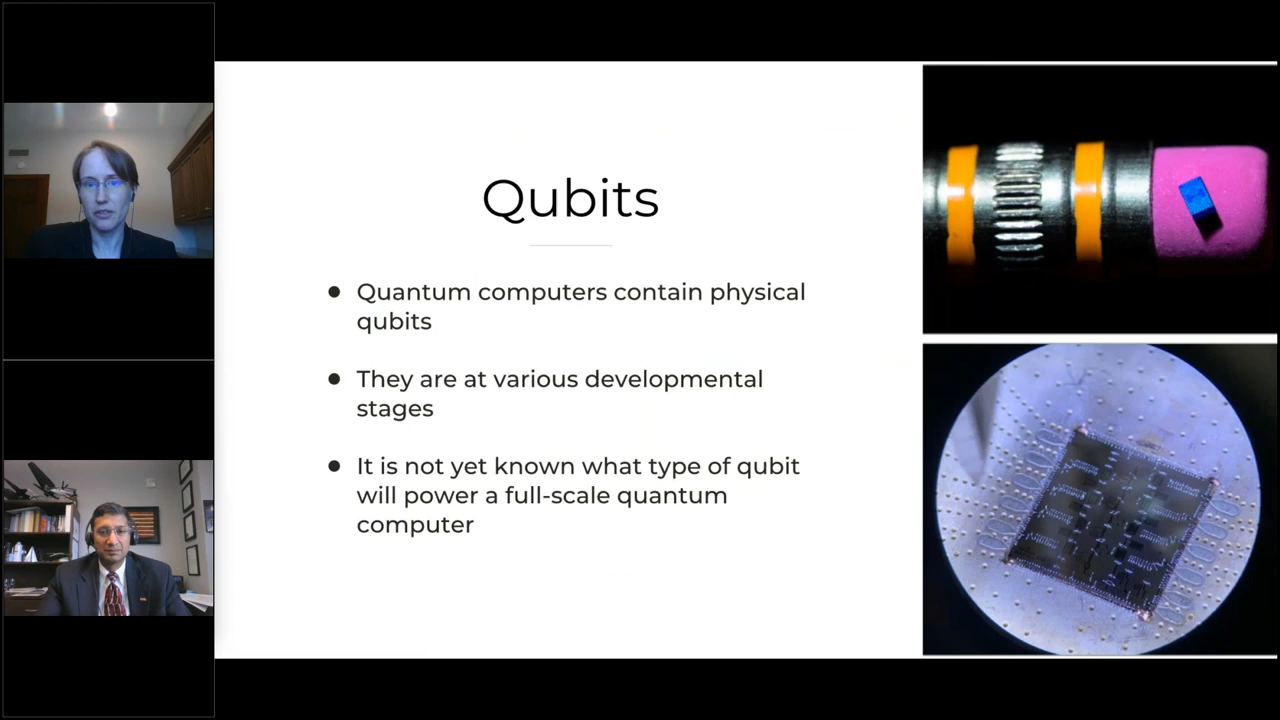 Qubits
● Quantum computers contain physical
qubits
● They are at various developmental
stages
● It is not yet known what type of qubit
will power a full-scale quantum
computer